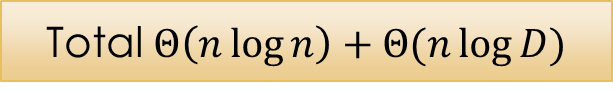 Total Θ(n log n) + Θ(n log D)